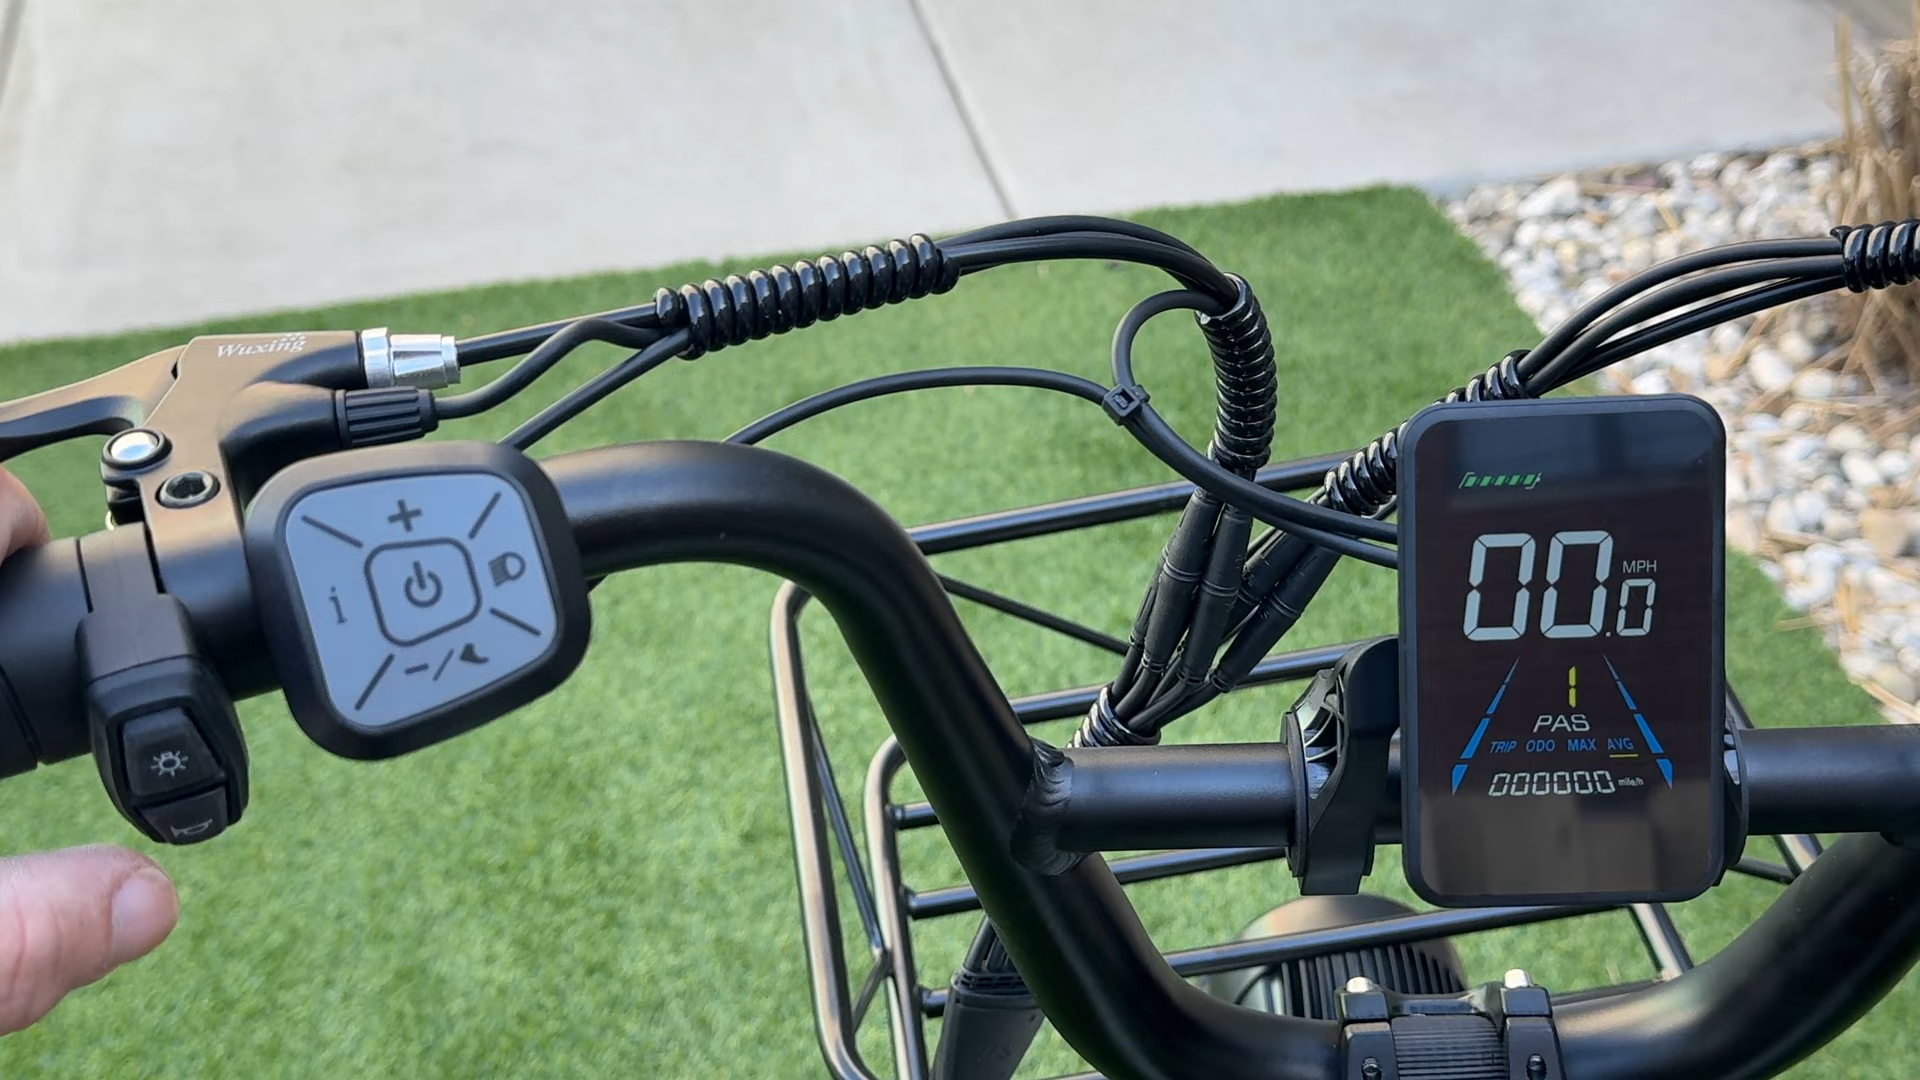 Wuxing
+
i
-/
00.0 MPH
1
PAS
TRIP ODO MAX AVG
000000 mile/h